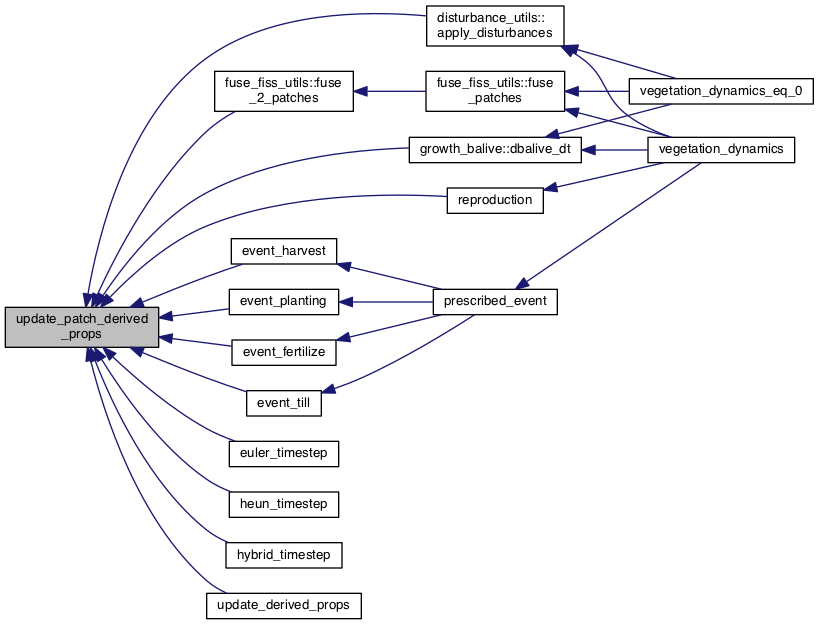 disturbance_utils::
apply_disturbances
fuse_fiss_utils::fuse
_2_patches
fuse_fiss_utils::fuse
_patches
vegetation_dynamics_eq_0
growth_balive::dbalive_dt
vegetation_dynamics
reproduction
event_harvest
event_planting
prescribed_event
update_patch_derived
_props
event_fertilize
event_till
euler_timestep
heun_timestep
hybrid_timestep
update_derived_props